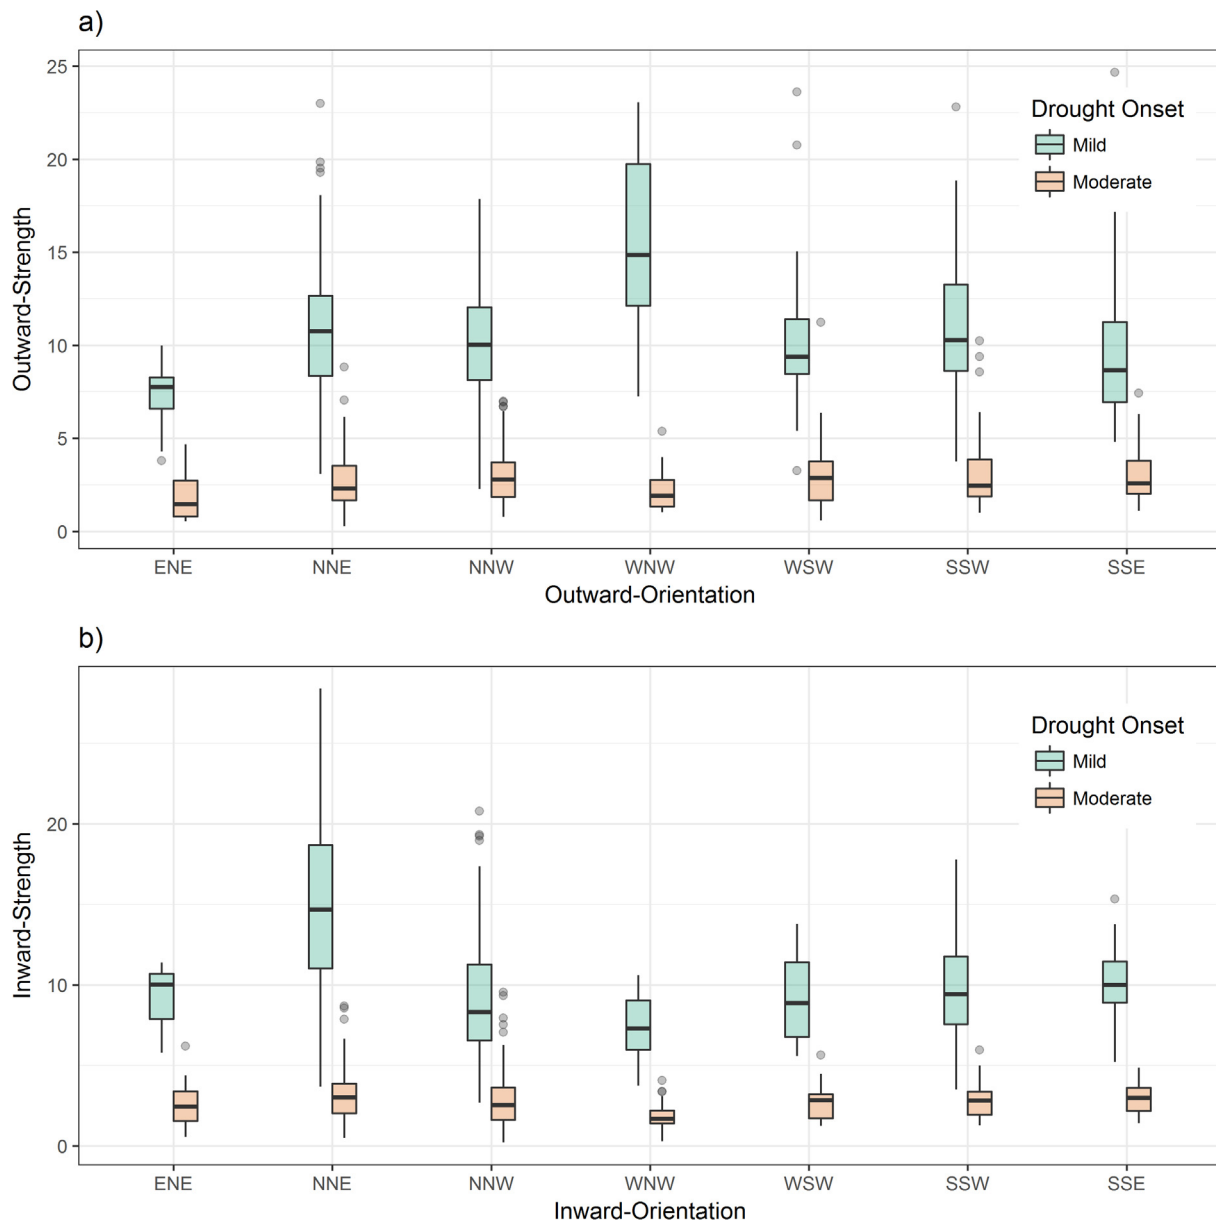 a)
Outward-Strength
25
20
15
10
5
0
Drought Onset
Mild
Moderate
ENE NNE NNW WNW WSW SSW SSE
Outward-Orientation
b)
Inward-Strength
20
10
0
Drought Onset
Mild
Moderate
ENE NNE NNW WNW WSW SSW SSE
Inward-Orientation